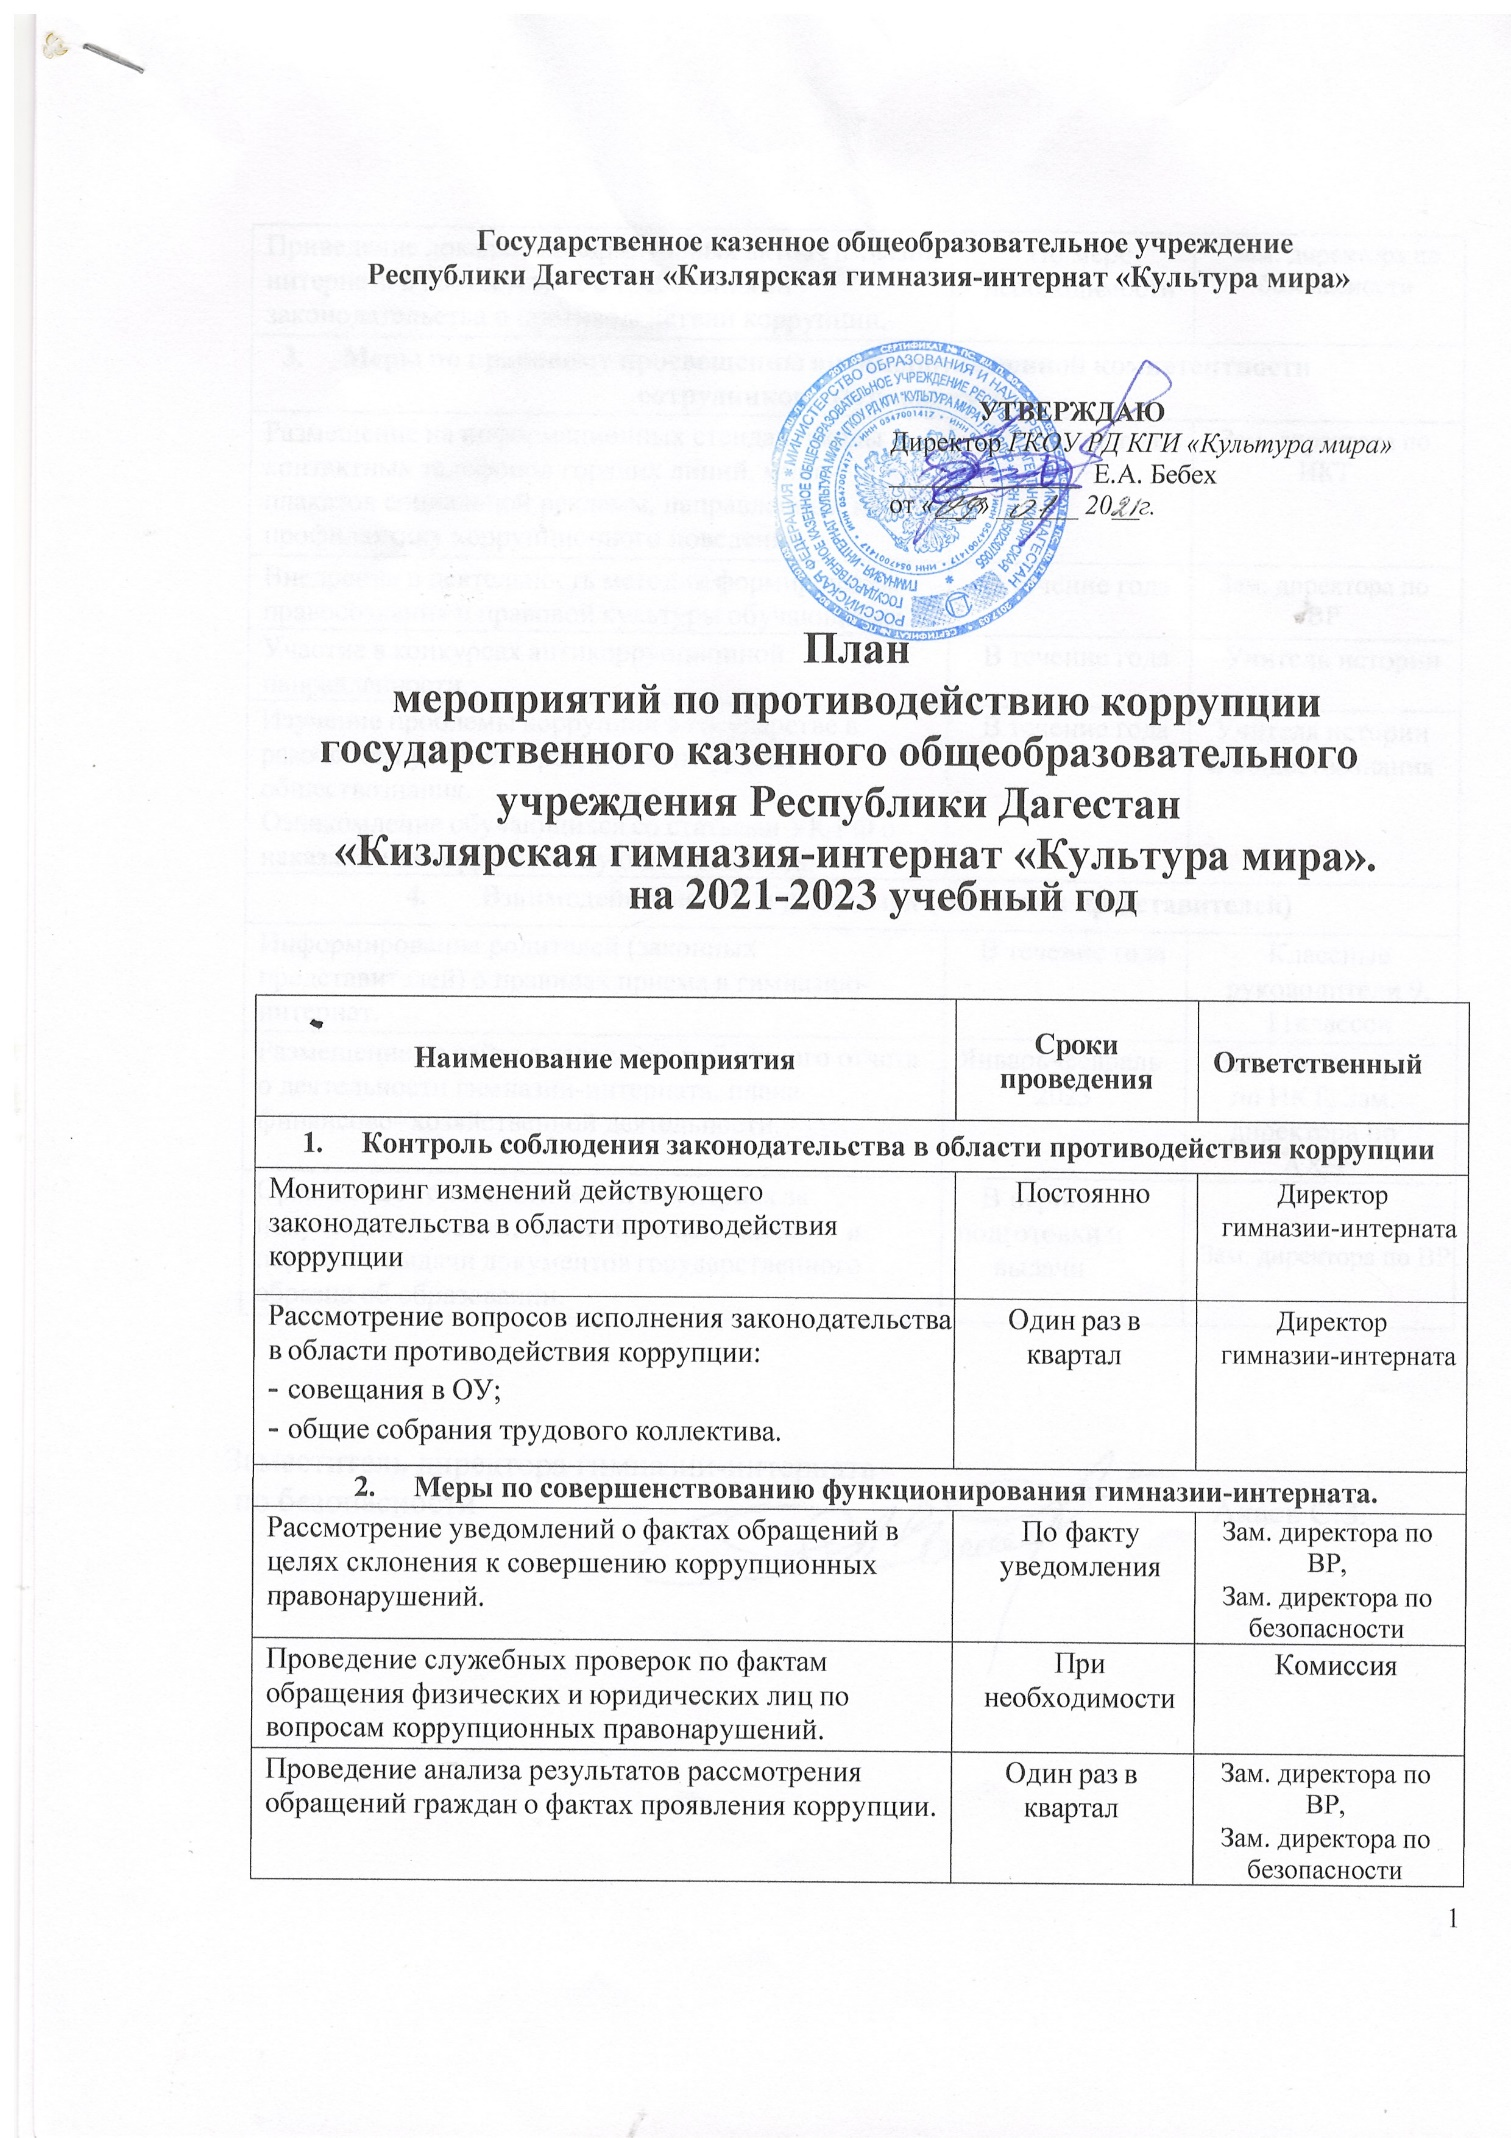 Государственное казенное общеобразовательное учреждение
Республики Дагестан «Кизлярская гимназия-интернат «Культура мира»
УТВЕРЖДАЮ
Директор ГКОУ РД КГИ «Культура мира»
Е.А. Бебех
от « » 2021г.
План
мероприятий по противодействию коррупции
государственного казенного общеобразовательного
учреждения Республики Дагестан
«Кизлярская гимназия-интернат «Культура мира».
на 2021-2023 учебный год
Наименование мероприятия
Сроки
проведения
Ответственный
1. Контроль соблюдения законодательства в области противодействия коррупции
Мониторинг изменений действующего
законодательства в области противодействия
коррупции
Постоянно
Директор
гимназии-интерната
Рассмотрение вопросов исполнения законодательства
в области противодействия коррупции:
- совещания в ОУ;
- общие собрания трудового коллектива.
Один раз в
квартал
Директор
гимназии-интерната
2. Меры по совершенствованию функционирования гимназии-интерната.
Рассмотрение уведомлений о фактах обращений в
целях склонения к совершению коррупционных
правонарушений.
По факту
уведомления
Зам. директора по
ВР,
Зам. директора по
безопасности
Проведение служебных проверок по фактам
обращения физических и юридических лиц по
вопросам коррупционных правонарушений.
При
необходимости
Комиссия
Проведение анализа результатов рассмотрения
обращений граждан о фактах проявления коррупции.
Один раз в
квартал
Зам. директора по
ВР,
Зам. директора по
безопасности
1